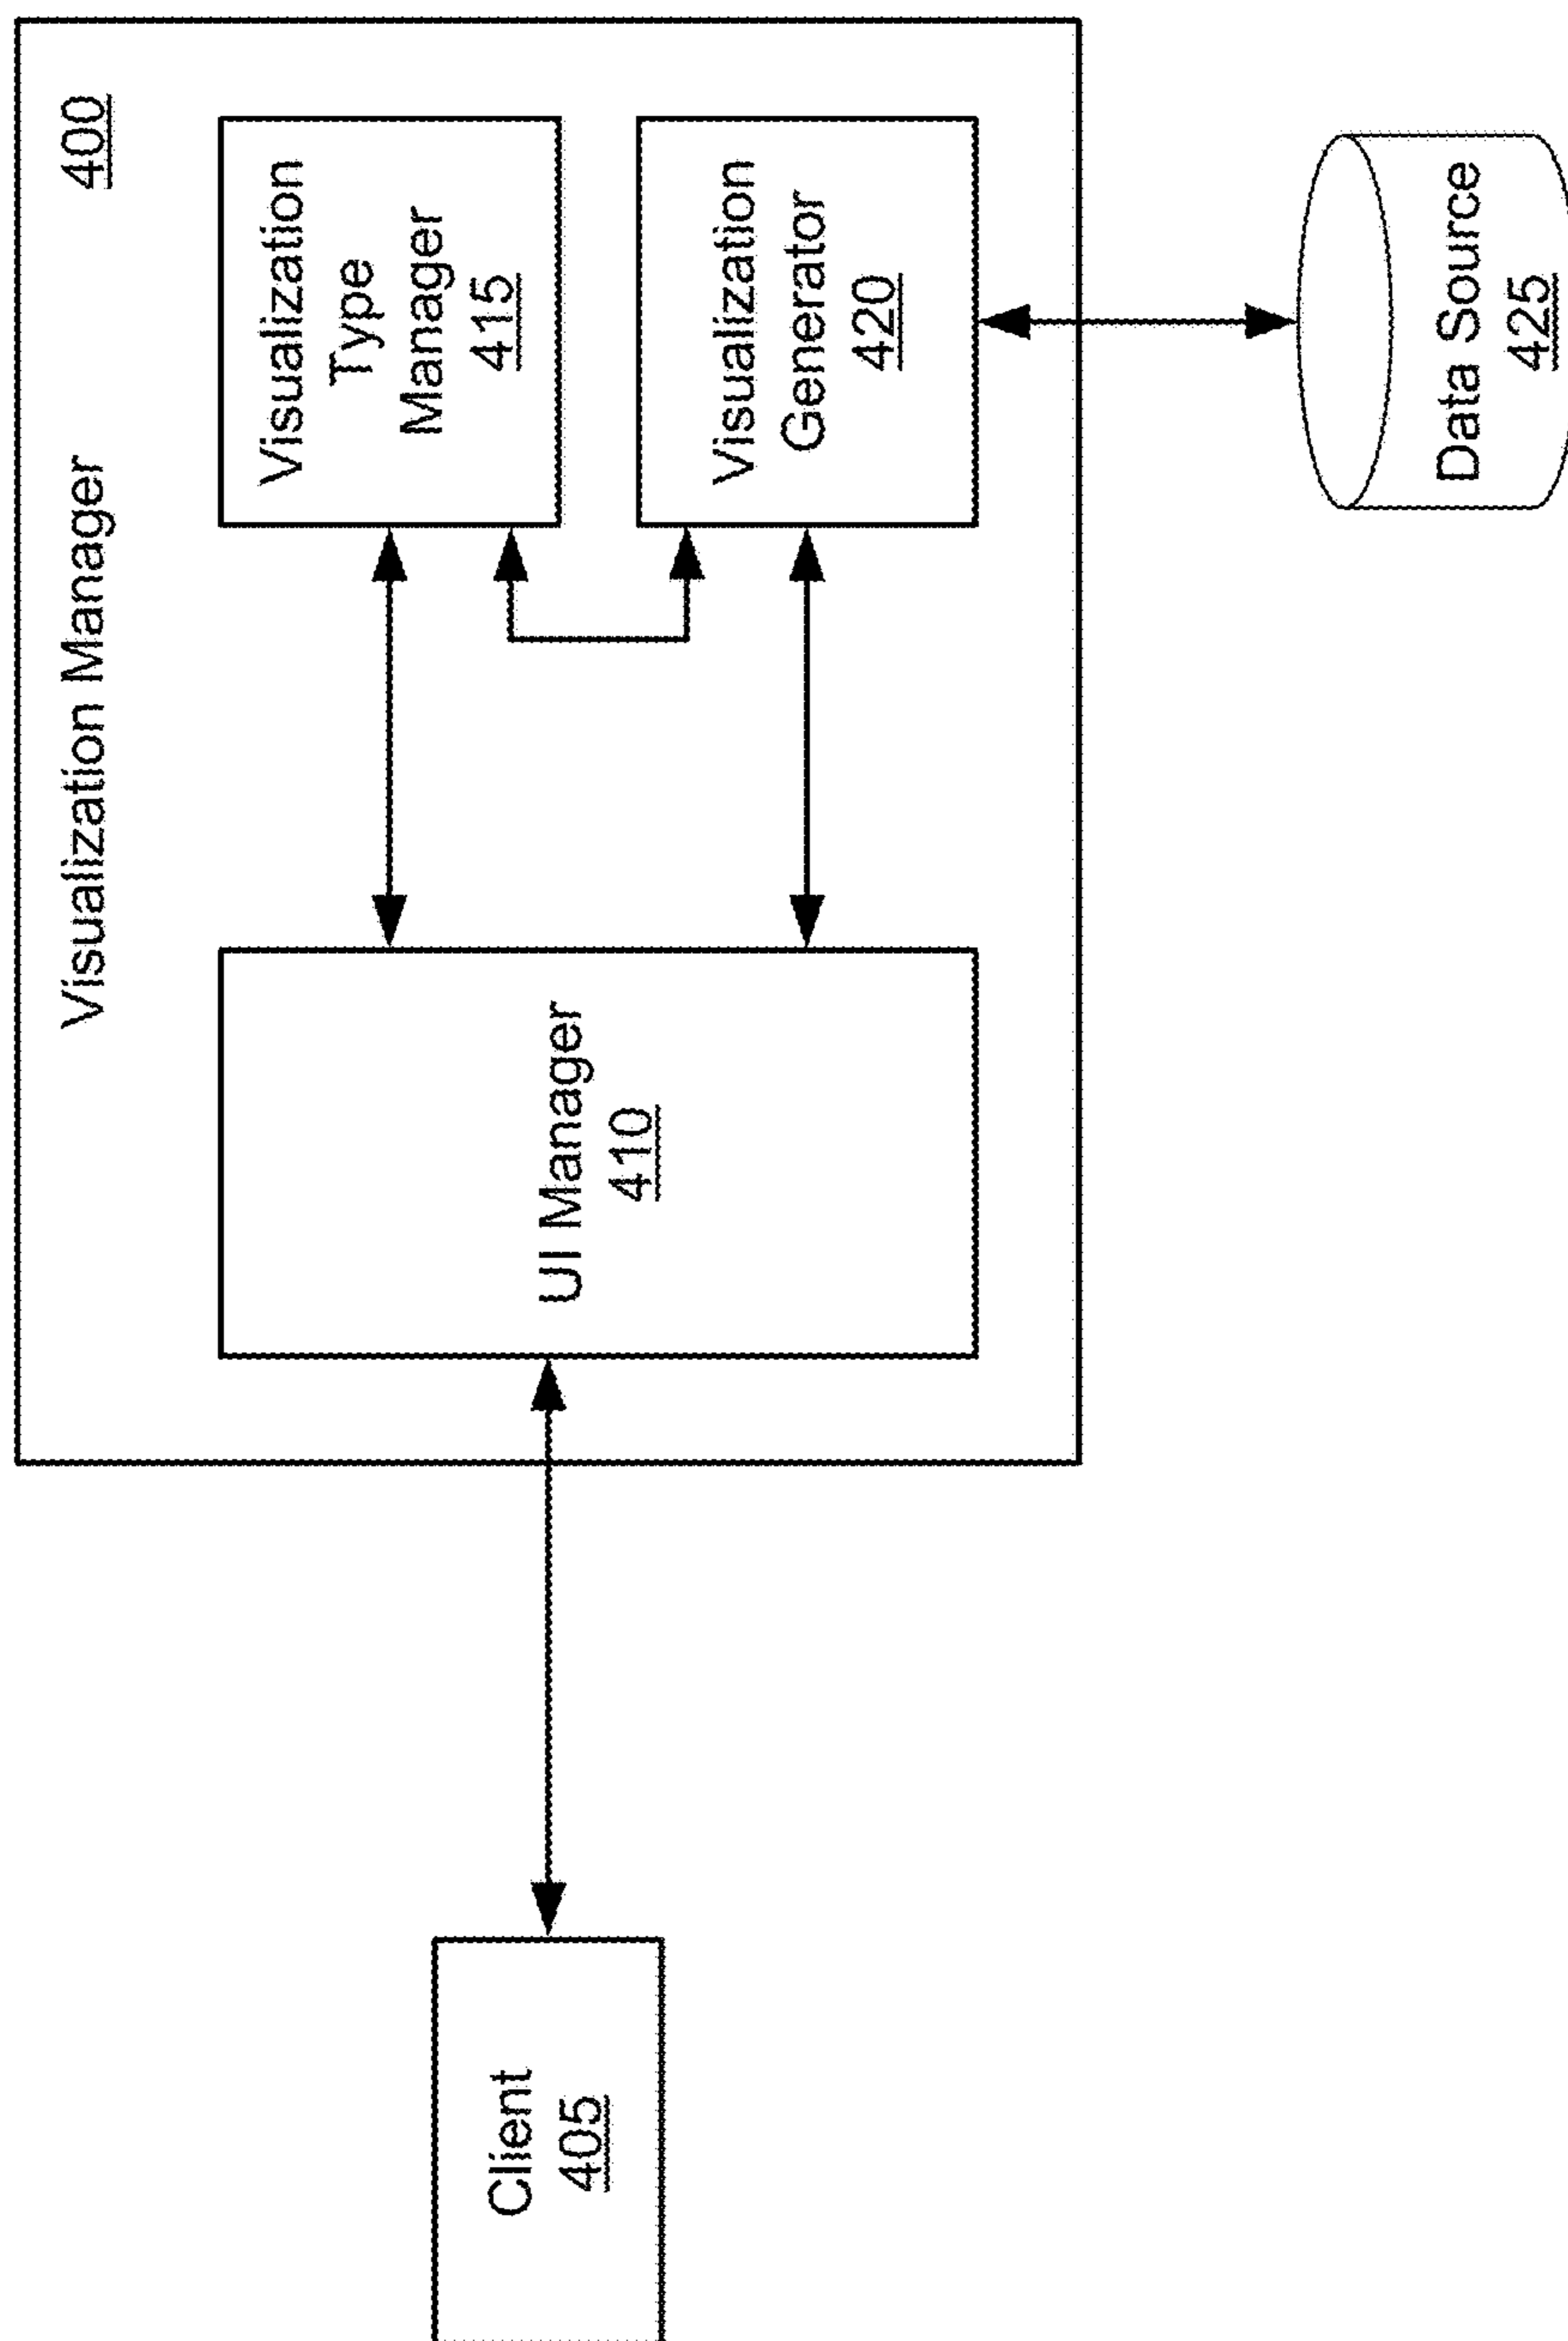 Visualization Manager
400
Client
405
UI Manager
410
Visualization
Type
Manager
415
Visualization
Generator
420
Data Source
425